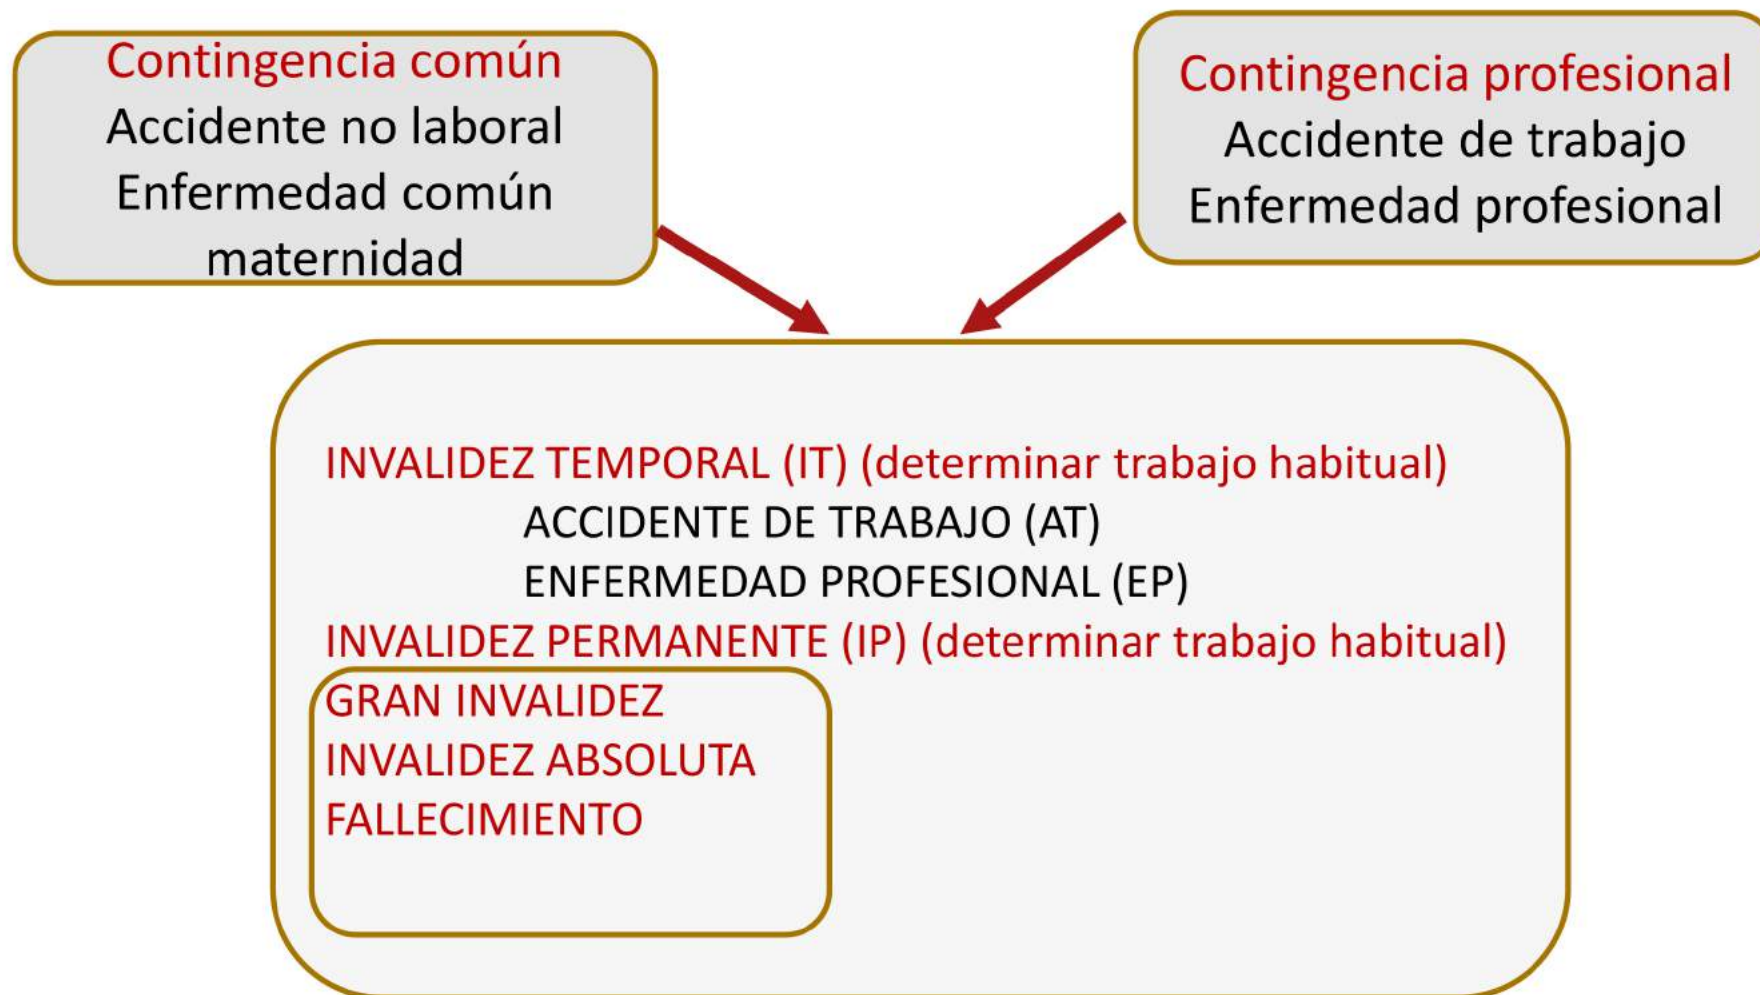 Contingencia común
Accidente no laboral
Enfermedad común
maternidad
Contingencia profesional
Accidente de trabajo
Enfermedad profesional
INVALIDEZ TEMPORAL (IT) (determinar trabajo habitual)
ACCIDENTE DE TRABAJO (AT)
ENFERMEDAD PROFESIONAL (EP)
INVALIDEZ PERMANENTE (IP) (determinar trabajo habitual)
GRAN INVALIDEZ
INVALIDEZ ABSOLUTA
FALLECIMIENTO